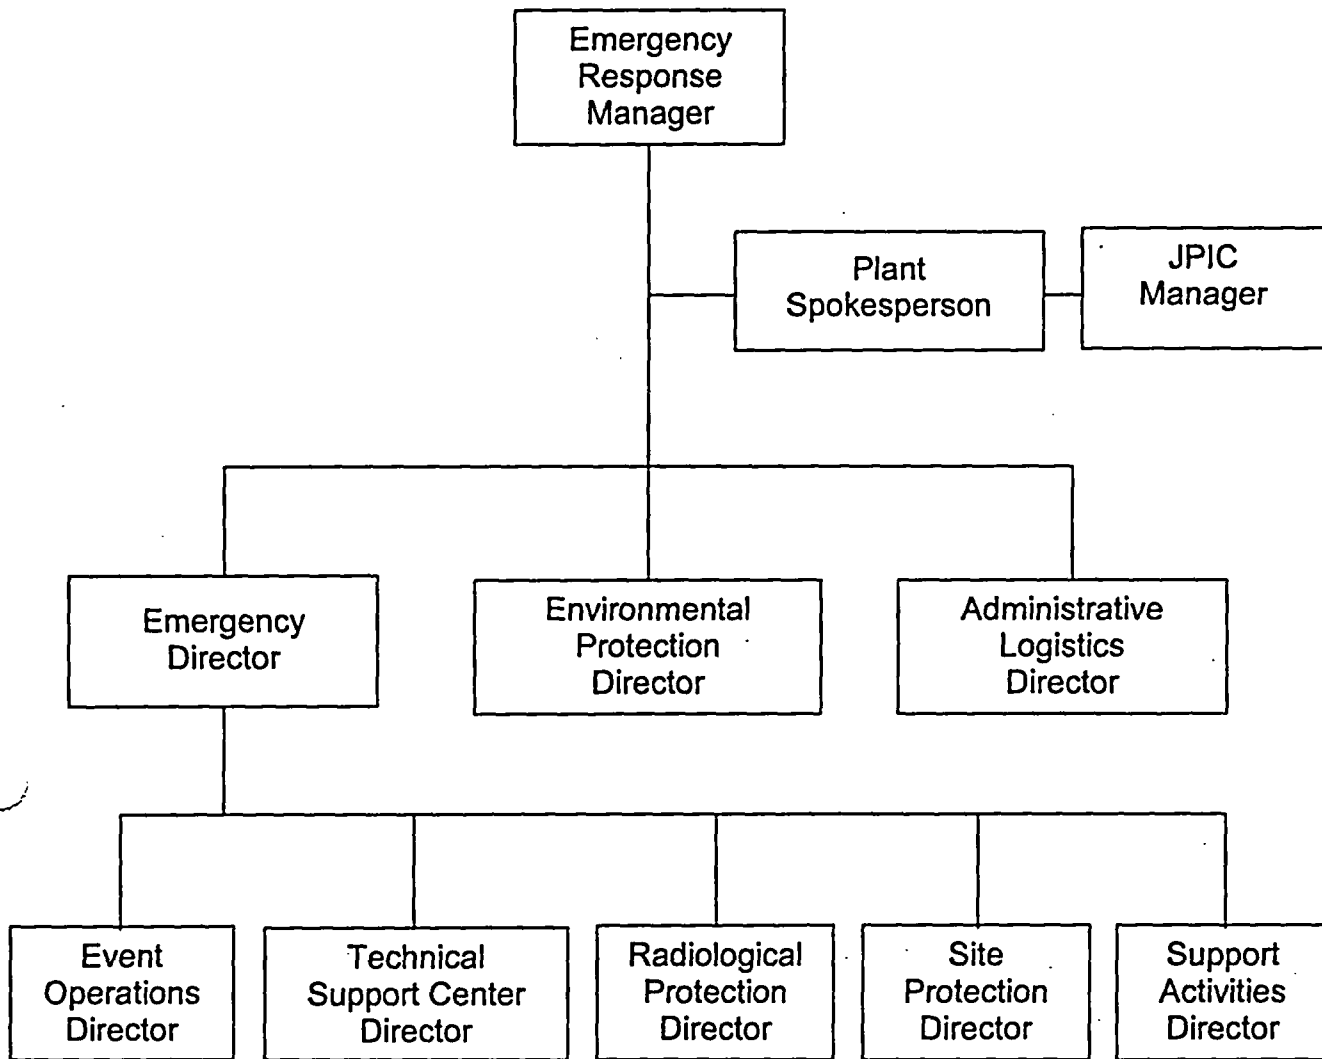 Emergency
Response
Manager
Plant
Spokesperson
JPIC
Manager
Emergency
Director
Environmental
Protection
Director
Administrative
Logistics
Director
Event
Operations
Director
Technical
Support Center
Director
Radiological
Protection
Director
Site
Protection
Director
Support
Activities
Director